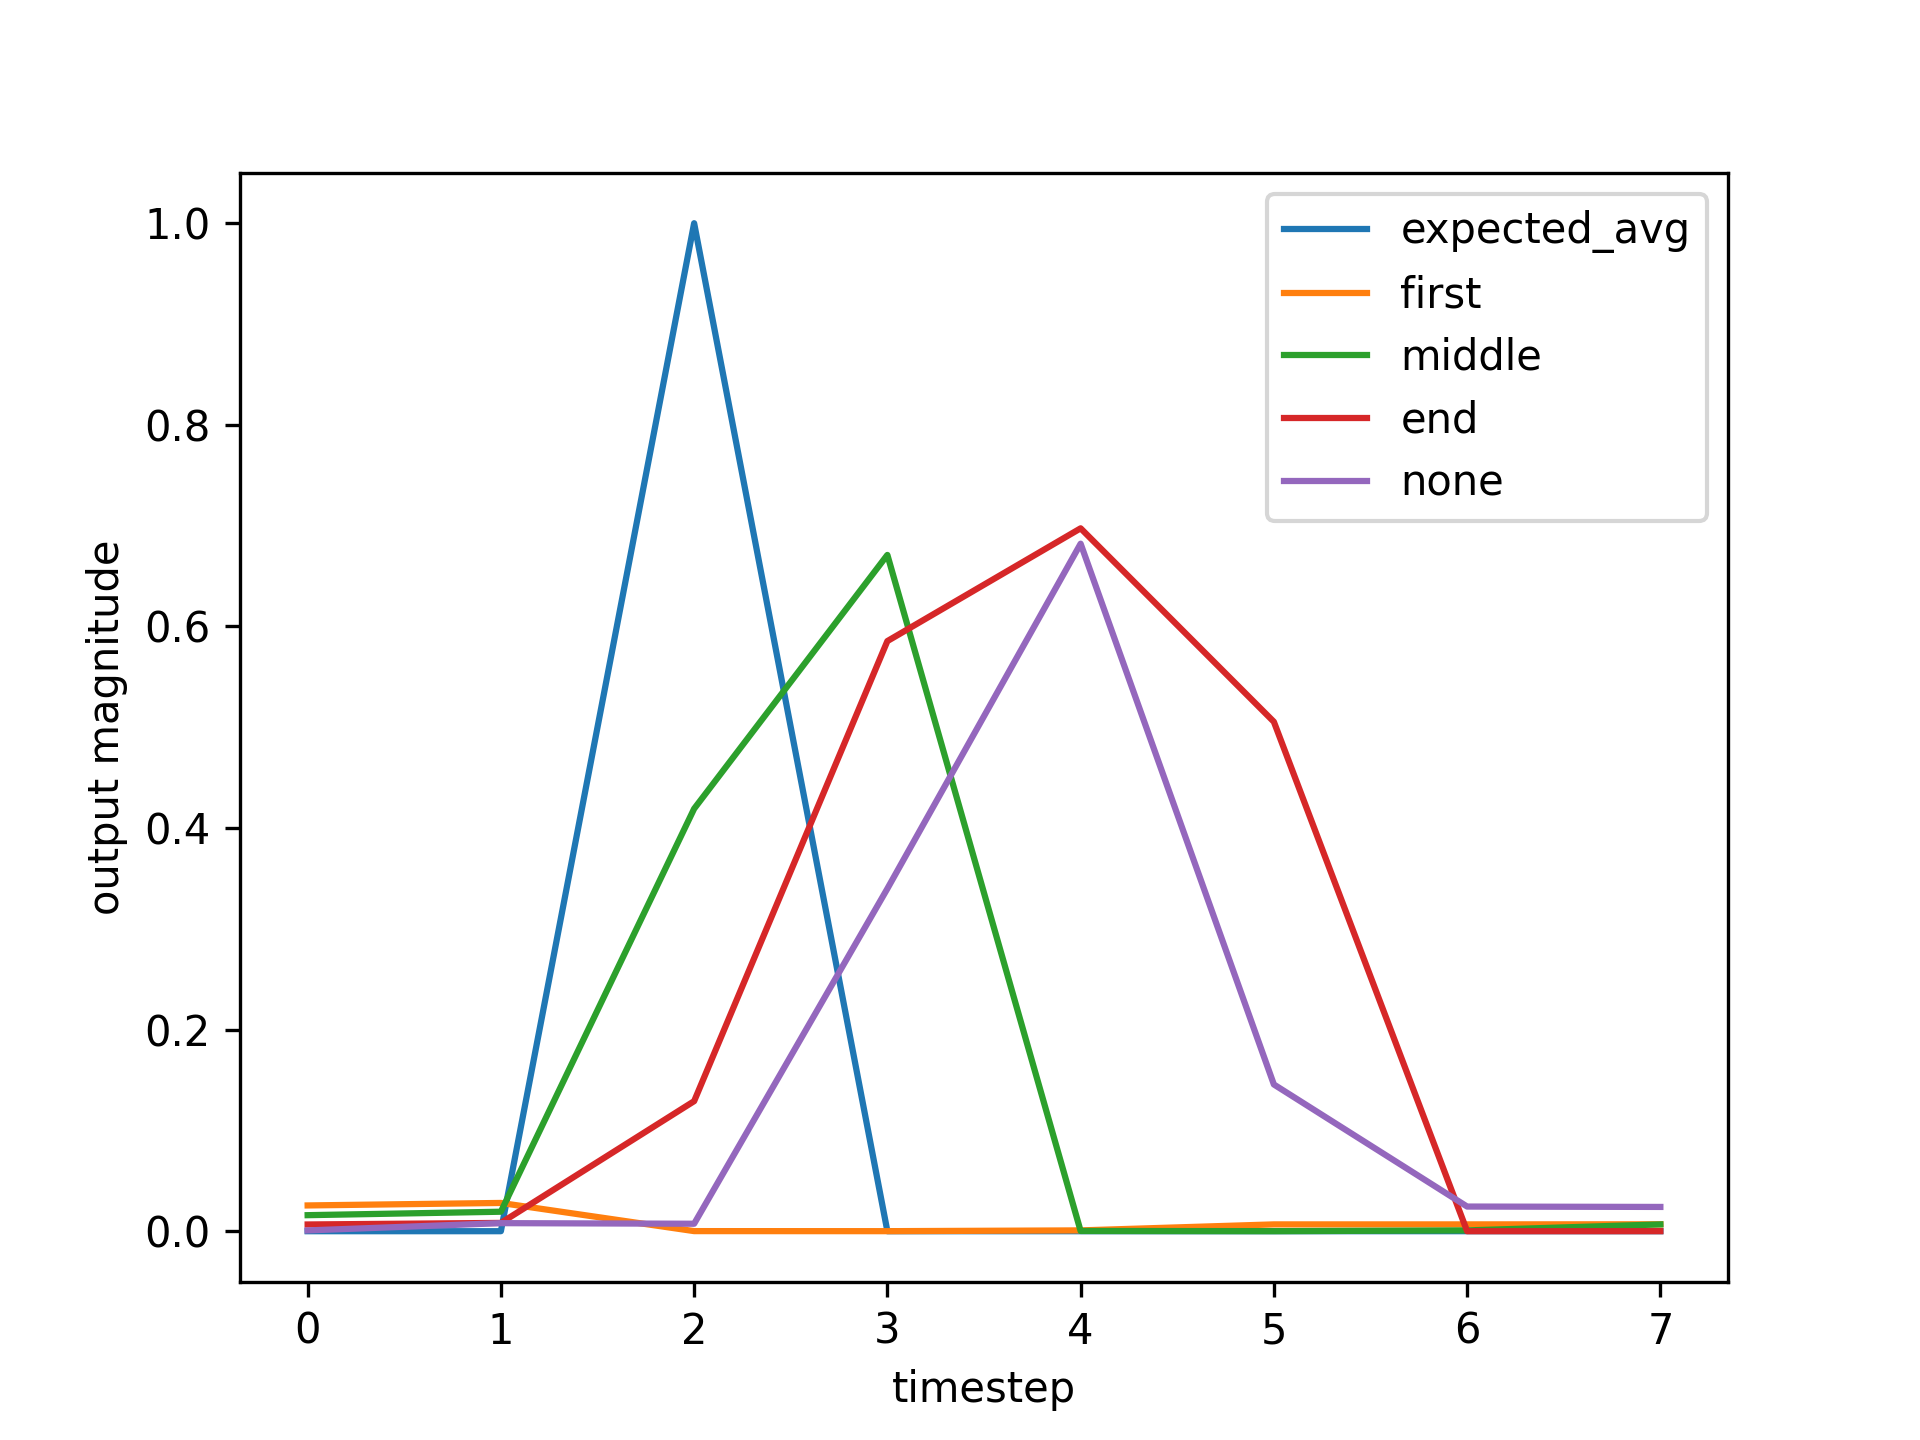 expected_avg
first
middle
end
none
output magnitude
1.0
0.8
0.6
0.4
0.2
0.0
0 1 2 3 4 5 6 7
timestep